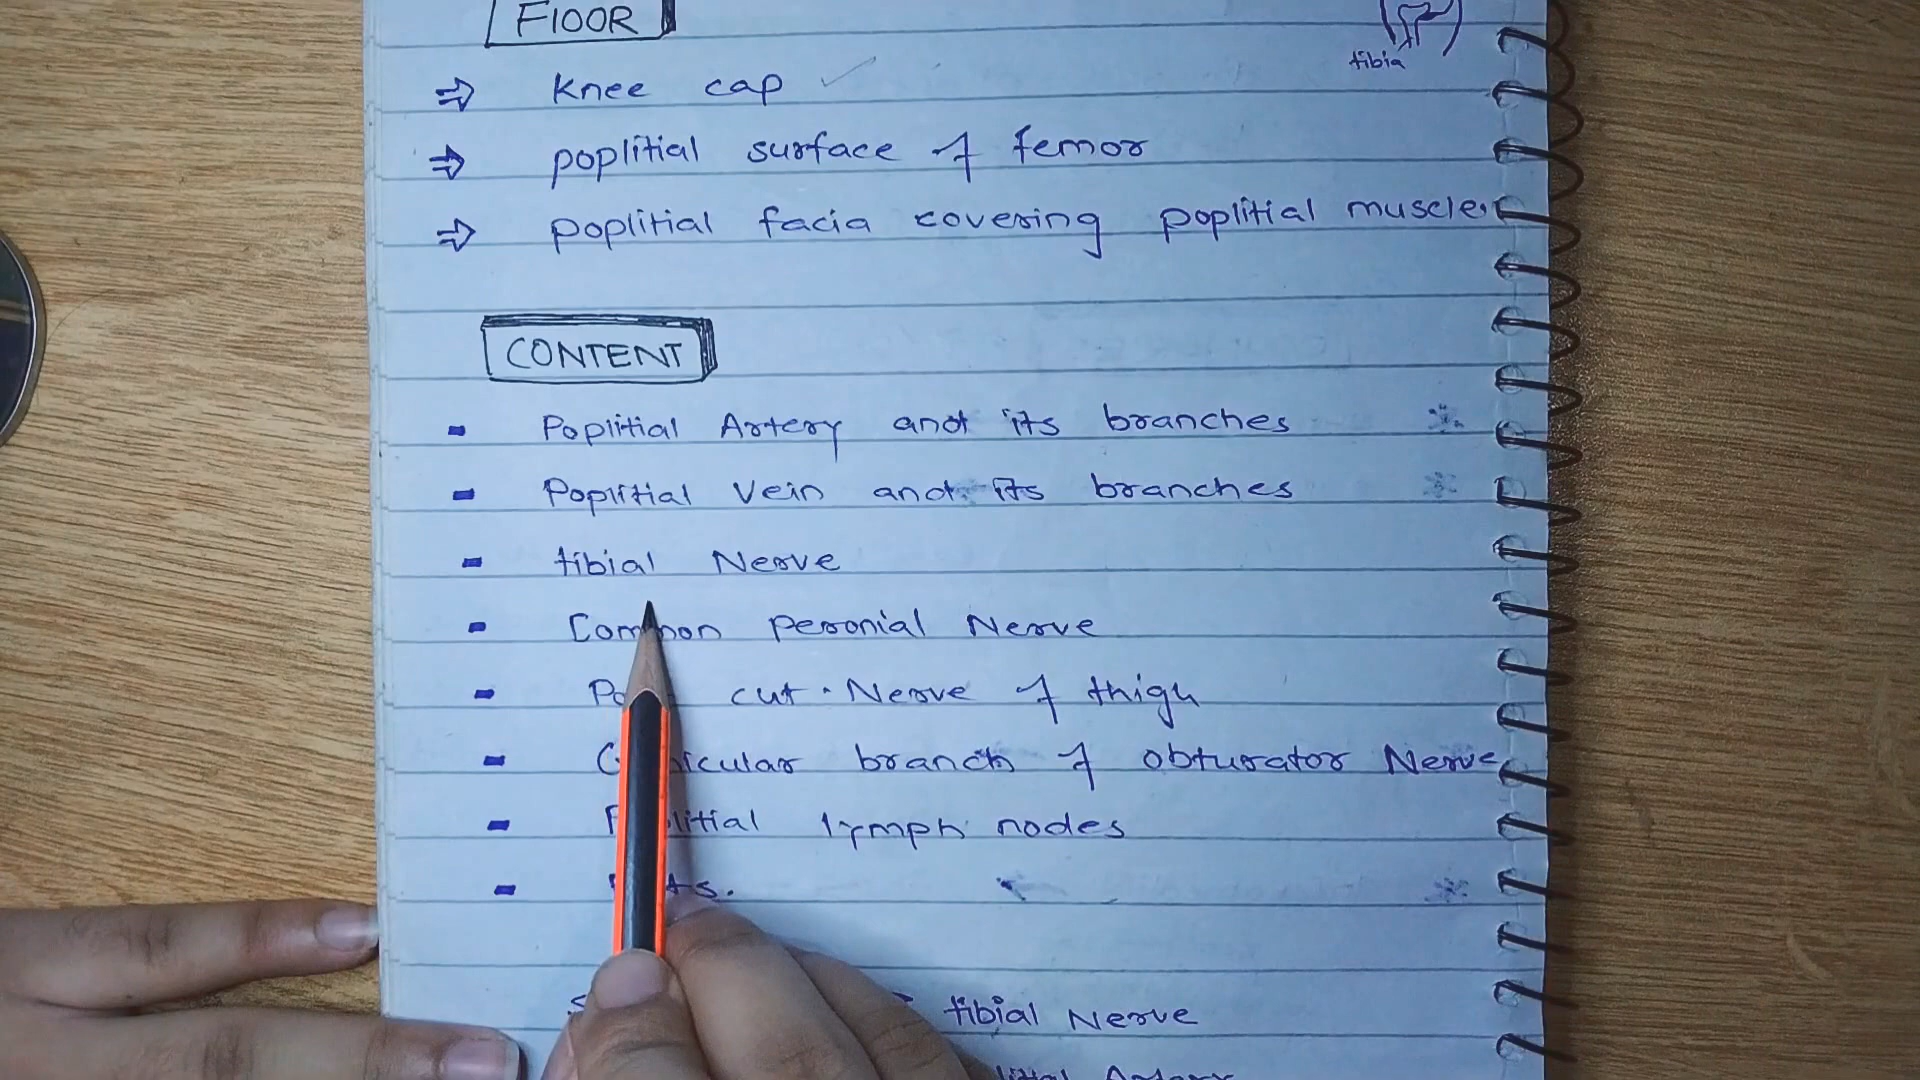 FlOOR
tibia
⇒ Knee cap ✓
⇒ poplitial surface of femor
⇒ poplitial facia covering poplitial muscle
CONTENT
- Poplitial Artery and its branches
- Poplitial Vein and its branches
- tibial Nerve
- Common peronial Nerve
- cut. Nerve of thigh
- branch of obturator Nerve
- lymph nodes
-
tibial Nerve
Artery